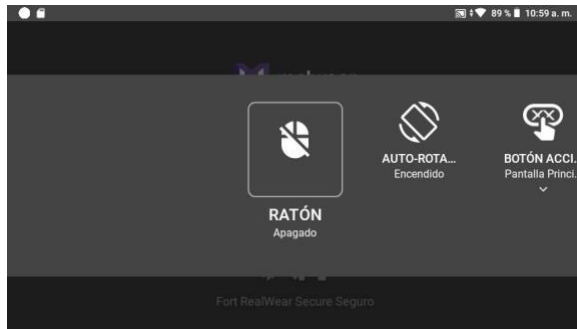 89 % 10:59 a. m.
RATÓN
Apagado
AUTO-ROTA...
Encendido
BOTÓN ACCI.
Pantalla Princi.
Fort RealWear Secure Seguro